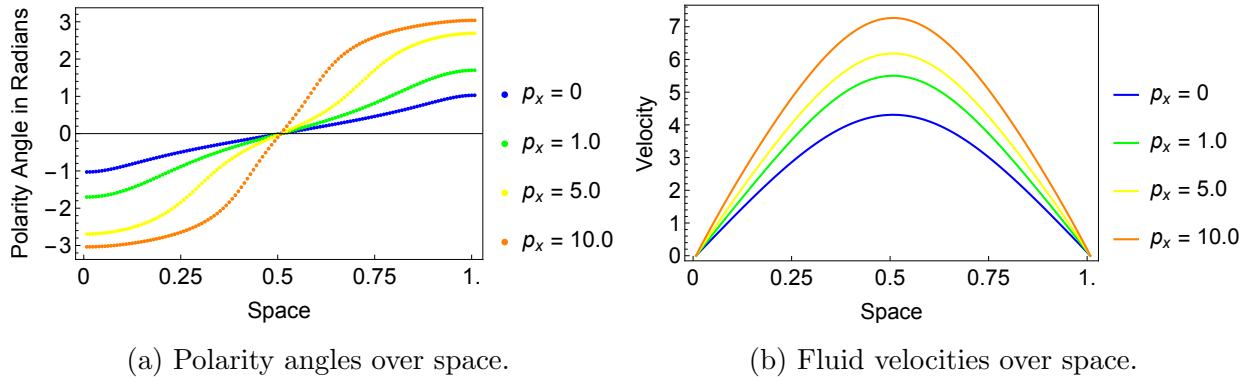 Polarity Angle in Radians
3
2
1
0
−1
−2
−3
0
0.25
0.5
0.75
1.
Space
p_x = 0
p_x = 1.0
p_x = 5.0
p_x = 10.0
(a) Polarity angles over space.
Velocity
7
6
5
4
3
2
1
0
0
0.25
0.5
0.75
1.
Space
p_x = 0
p_x = 1.0
p_x = 5.0
p_x = 10.0
(b) Fluid velocities over space.